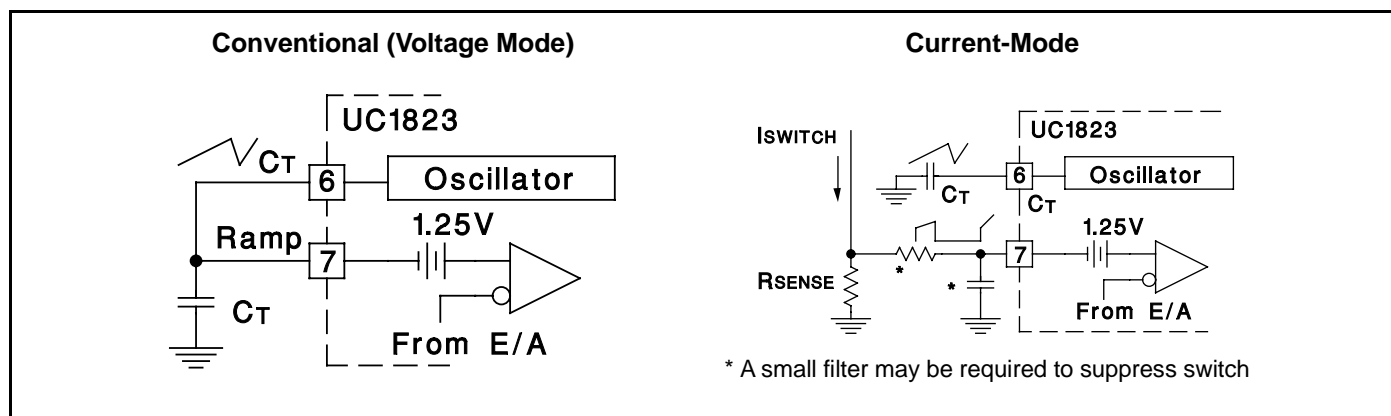 Conventional (Voltage Mode)
UC1823
CT
6
Oscillator
1.25V
Ramp
7
CT
From E/A
Current-Mode
UC1823
ISWITCH
6
Oscillator
CT
CT
1.25V
7
*
*
RSENSE
From E/A
* A small filter may be required to suppress switch